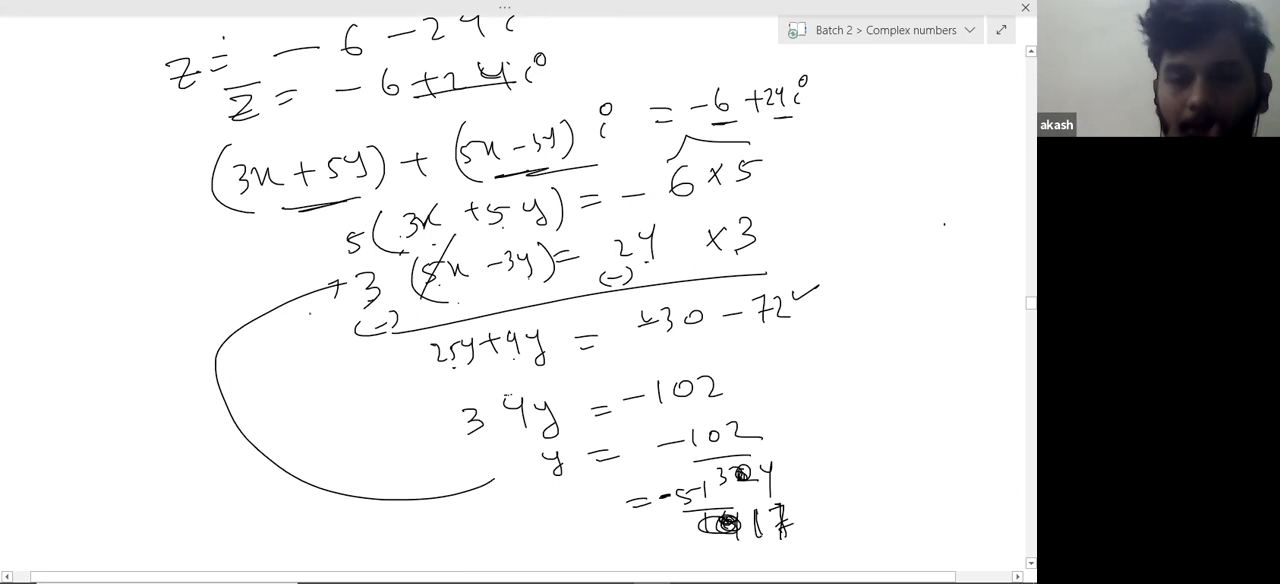 Batch 2 > Complex numbers
akash
z = -6 - 24i
z̅ = -6 + 24i
(3x + 5y) + (5x - 3y) i = -6 + 24i
5(3x + 5y) = -6 × 5
+3 (5x - 3y) = 24 × 3
(-) (-)
25y + 9y = -30 - 72
34y = -102
y = -102/34
= -51/17